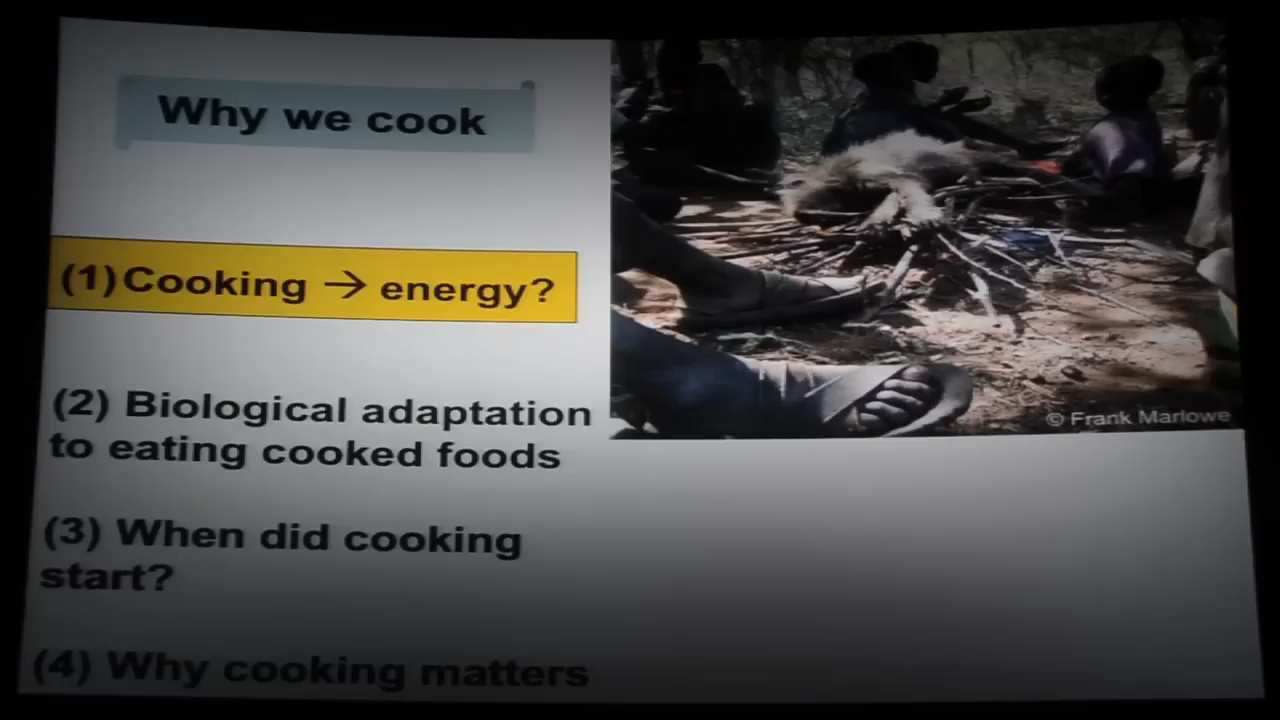 Why we cook
(1)Cooking → energy?
(2) Biological adaptation
to eating cooked foods
(3) When did cooking
start?
(4) Why cooking matters
© Frank Marlowe